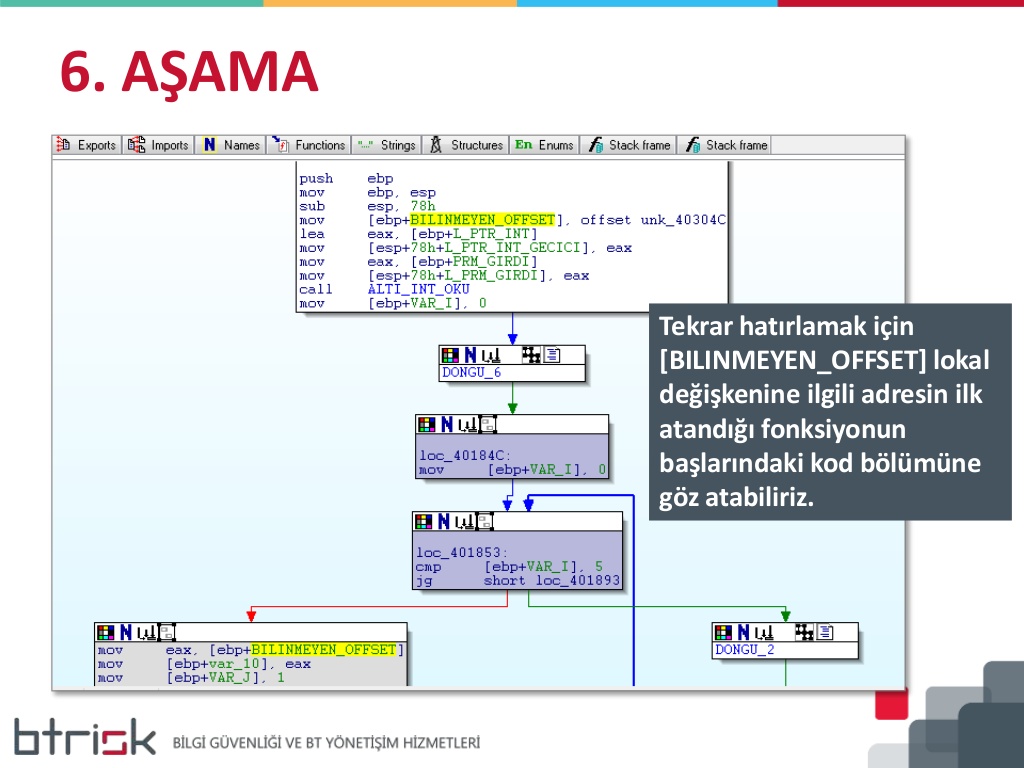 6. AŞAMA
Exports Imports N Names Functions Strings Structures En Enums Stack frame Stack frame
push ebp
mov ebp, esp
sub esp, 78h
mov [ebp+BILINMEYEN_OFFSET], offset unk_40304C
lea eax, [ebp+L_PTR_INT]
mov [esp+78h+L_PTR_INT_GECICI], eax
mov eax, [ebp+PRM_GIRDI]
mov [esp+78h+L_PRM_GIRDI], eax
call ALTI_INT_OKU
mov [ebp+VAR_I], 0
Tekrar hatırlamak için
[BILINMEYEN_OFFSET] lokal
değişkenine ilgili adresin ilk
atandığı fonksiyonun
başlarındaki kod bölümüne
göz atabiliriz.
N
DONGU_6
N
loc_40184C:
mov [ebp+VAR_I], 0
N
loc_401853:
cmp [ebp+VAR_I], 5
jg short loc_401893
N
mov eax, [ebp+BILINMEYEN_OFFSET]
mov [ebp+var_10], eax
mov [ebp+VAR_J], 1
N
DONGU_2
btrisk BİLGİ GÜVENLİĞİ VE BT YÖNETİŞİM HİZMETLERİ